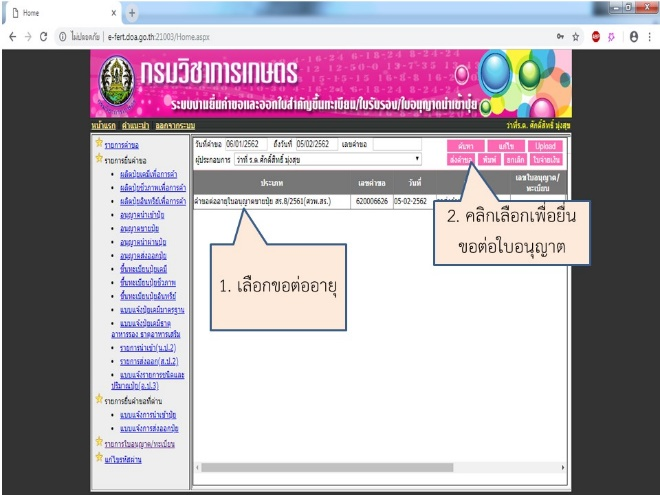 Home
ไม่ปลอดภัย | e-fert.doa.go.th:21003/Home.aspx
กรมวิชาการเกษตร
ระบบงานยื่นคำขอและออกใบสำคัญขึ้นทะเบียน/ใบรับรอง/ใบอนุญาตนำเข้าปุ๋ย
หน้าแรก คำแนะนำ ออกจากระบบ
ว่าที่ร.ต. ศักดิ์สิทธิ์ มุ่งสุข
รายการคำขอ
รายการยื่นคำขอ
ผลิตปุ๋ยเคมีเพื่อการค้า
ผลิตปุ๋ยชีวภาพเพื่อการค้า
ผลิตปุ๋ยอินทรีย์เพื่อการค้า
อนุญาตนำเข้าปุ๋ย
อนุญาตขายปุ๋ย
อนุญาตนำผ่านปุ๋ย
อนุญาตส่งออกปุ๋ย
ขึ้นทะเบียนปุ๋ยเคมี
ขึ้นทะเบียนปุ๋ยชีวภาพ
ขึ้นทะเบียนปุ๋ยอินทรีย์
แบบแจ้งปุ๋ยเคมีมาตรฐาน
แบบแจ้งปุ๋ยเคมีธาตุ
อาหารรอง ธาตุอาหารเสริม
รายการนำเข้า(น.ป.2)
รายการส่งออก(ส.ป.2)
แบบแจ้งรายการชนิดและ
ปริมาณปุ๋ย(อ.ป.3)
รายการยื่นคำขอที่ด่าน
แบบแจ้งการนำเข้าปุ๋ย
แบบแจ้งการส่งออกปุ๋ย
รายการใบอนุญาต/ทะเบียน
แก้ไขรหัสผ่าน
วันที่คำขอ 06/01/2562 ถึงวันที่ 05/02/2562 เลขคำขอ
ค้นหา แก้ไข Upload
ผู้ประกอบการ ว่าที่ ร.ต. ศักดิ์สิทธิ์ มุ่งสุข
ส่งคำขอ พิมพ์ ยกเลิก ใบจ่ายเงิน
ประเภท เลขคำขอ วันที่
เลขใบอนุญาต/
ทะเบียน
คำขอต่ออายุใบอนุญาตขายปุ๋ย สร.8/2561(สวพ.สร.) 620006626 05-02-2562
1. เลือกขอต่ออายุ
2. คลิกเลือกเพื่อยื่น
ขอต่อใบอนุญาต